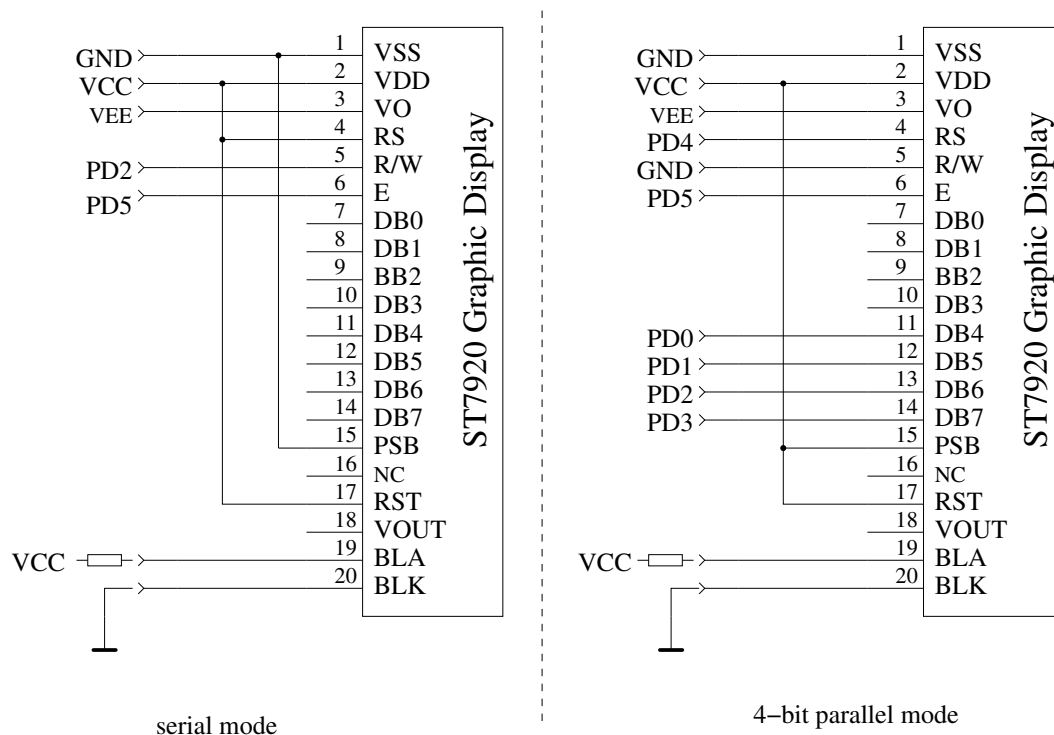 GND 1 VSS
VCC 2 VDD
VEE 3 VO
4 RS
PD2 5 R/W
PD5 6 E
7 DB0
8 DB1
9 BB2
10 DB3
11 DB4
12 DB5
13 DB6
14 DB7
15 PSB
16 NC
17 RST
18 VOUT
VCC 19 BLA
20 BLK
ST7920 Graphic Display
serial mode
GND 1 VSS
VCC 2 VDD
VEE 3 VO
PD4 4 RS
GND 5 R/W
PD5 6 E
7 DB0
8 DB1
9 BB2
10 DB3
PD0 11 DB4
PD1 12 DB5
PD2 13 DB6
PD3 14 DB7
15 PSB
16 NC
17 RST
18 VOUT
VCC 19 BLA
20 BLK
ST7920 Graphic Display
4−bit parallel mode